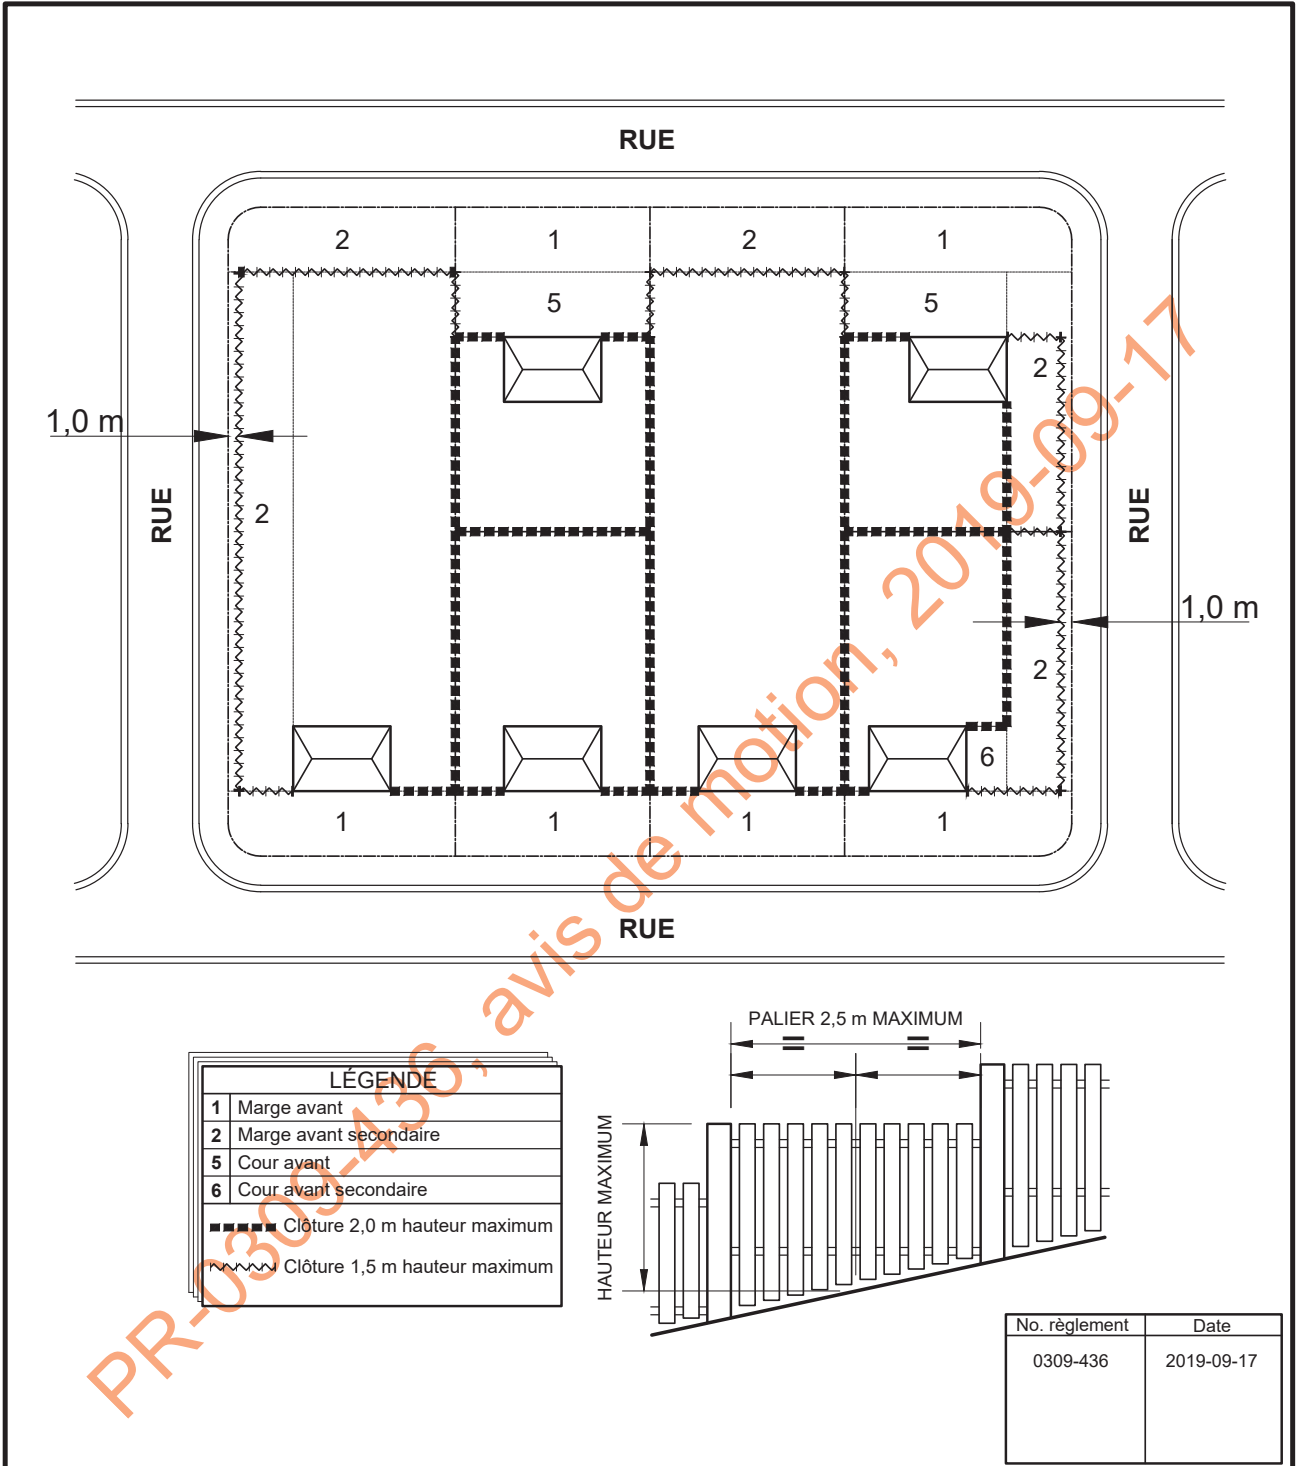 RUE
2 1 2 1
5 5
2
1,0 m
RUE
2
RUE
1,0 m
2
6
1 1 1 1
RUE
PR-0309-436, avis de motion, 2019-09-17
PALIER 2,5 m MAXIMUM
= =
HAUTEUR MAXIMUM
LÉGENDE
1 Marge avant
2 Marge avant secondaire
5 Cour avant
6 Cour avant secondaire
Clôture 2,0 m hauteur maximum
Clôture 1,5 m hauteur maximum
No. règlement Date
0309-436 2019-09-17